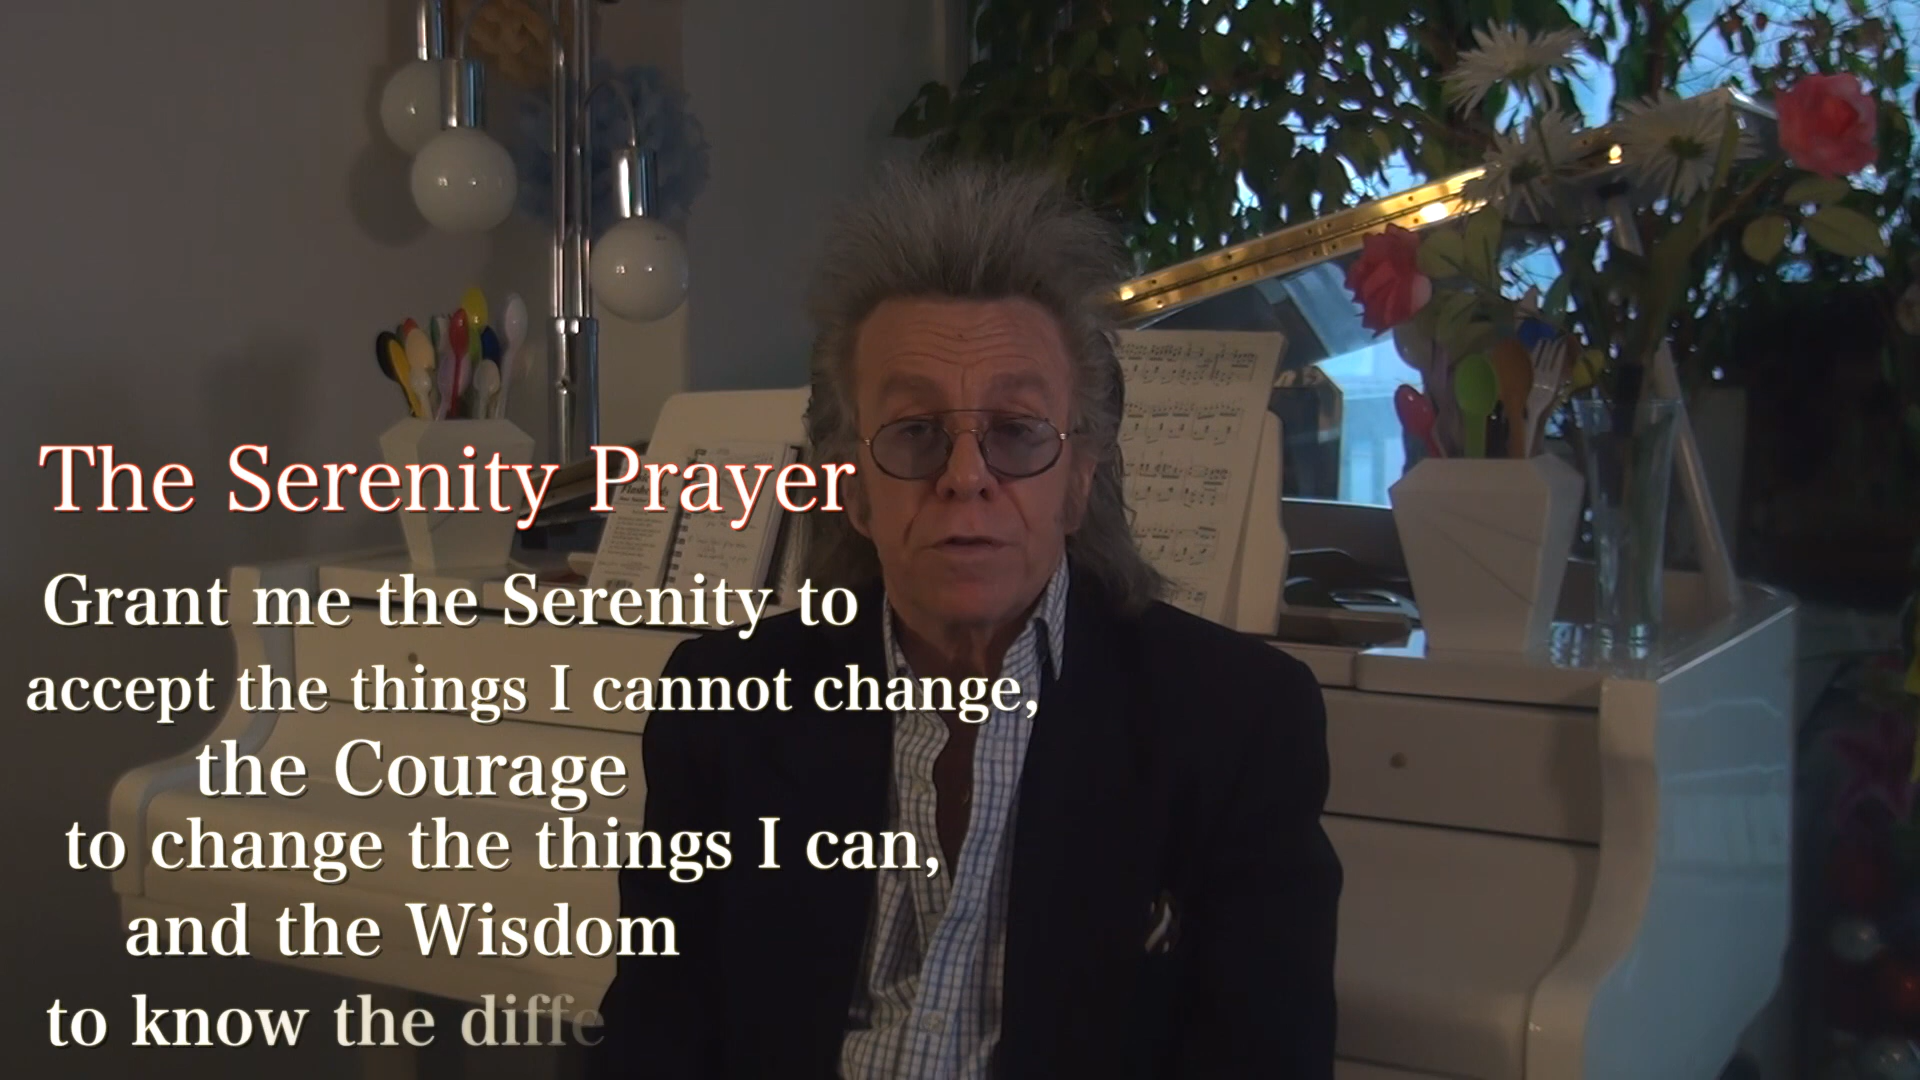 The Serenity Prayer
Grant me the Serenity to
accept the things I cannot change,
the Courage
to change the things I can,
and the Wisdom
to know the diffe